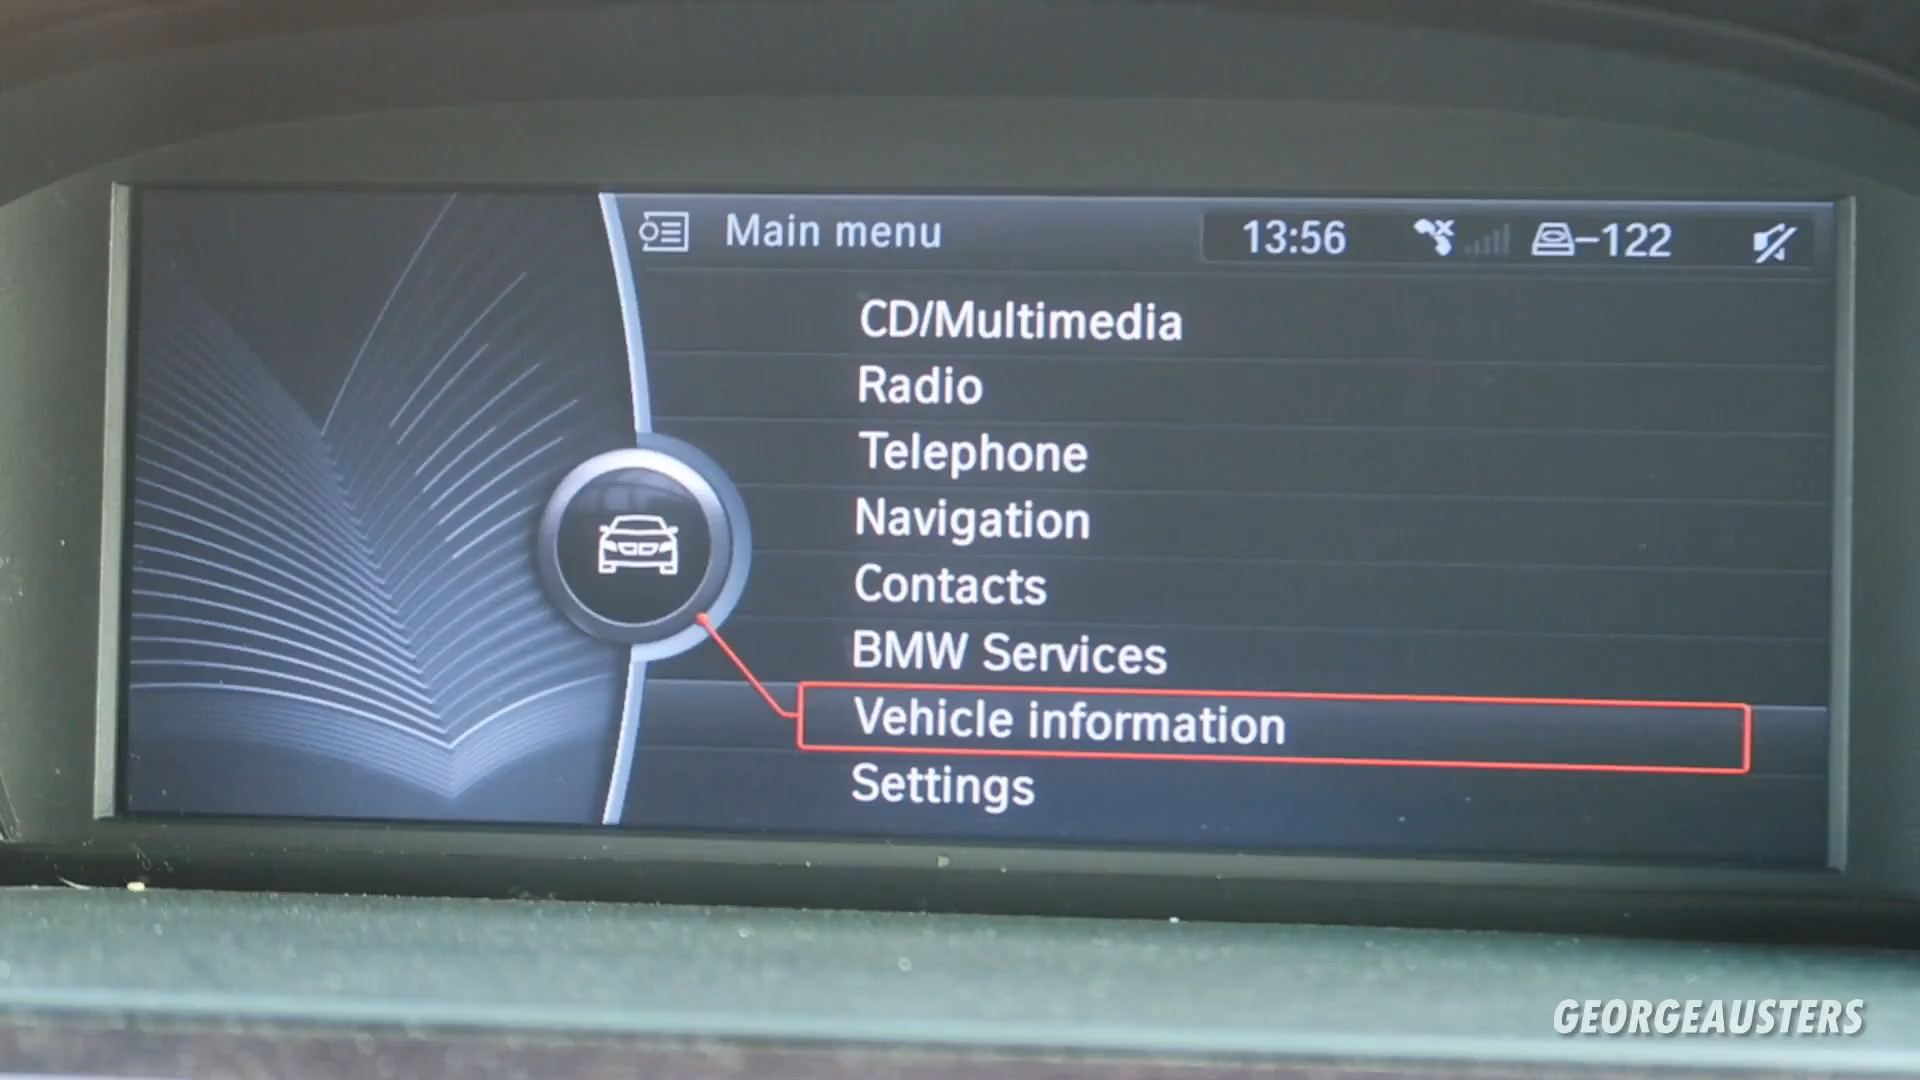 Main menu
13:56 -122
CD/Multimedia
Radio
Telephone
Navigation
Contacts
BMW Services
Vehicle information
Settings
GEORGEAUSTERS